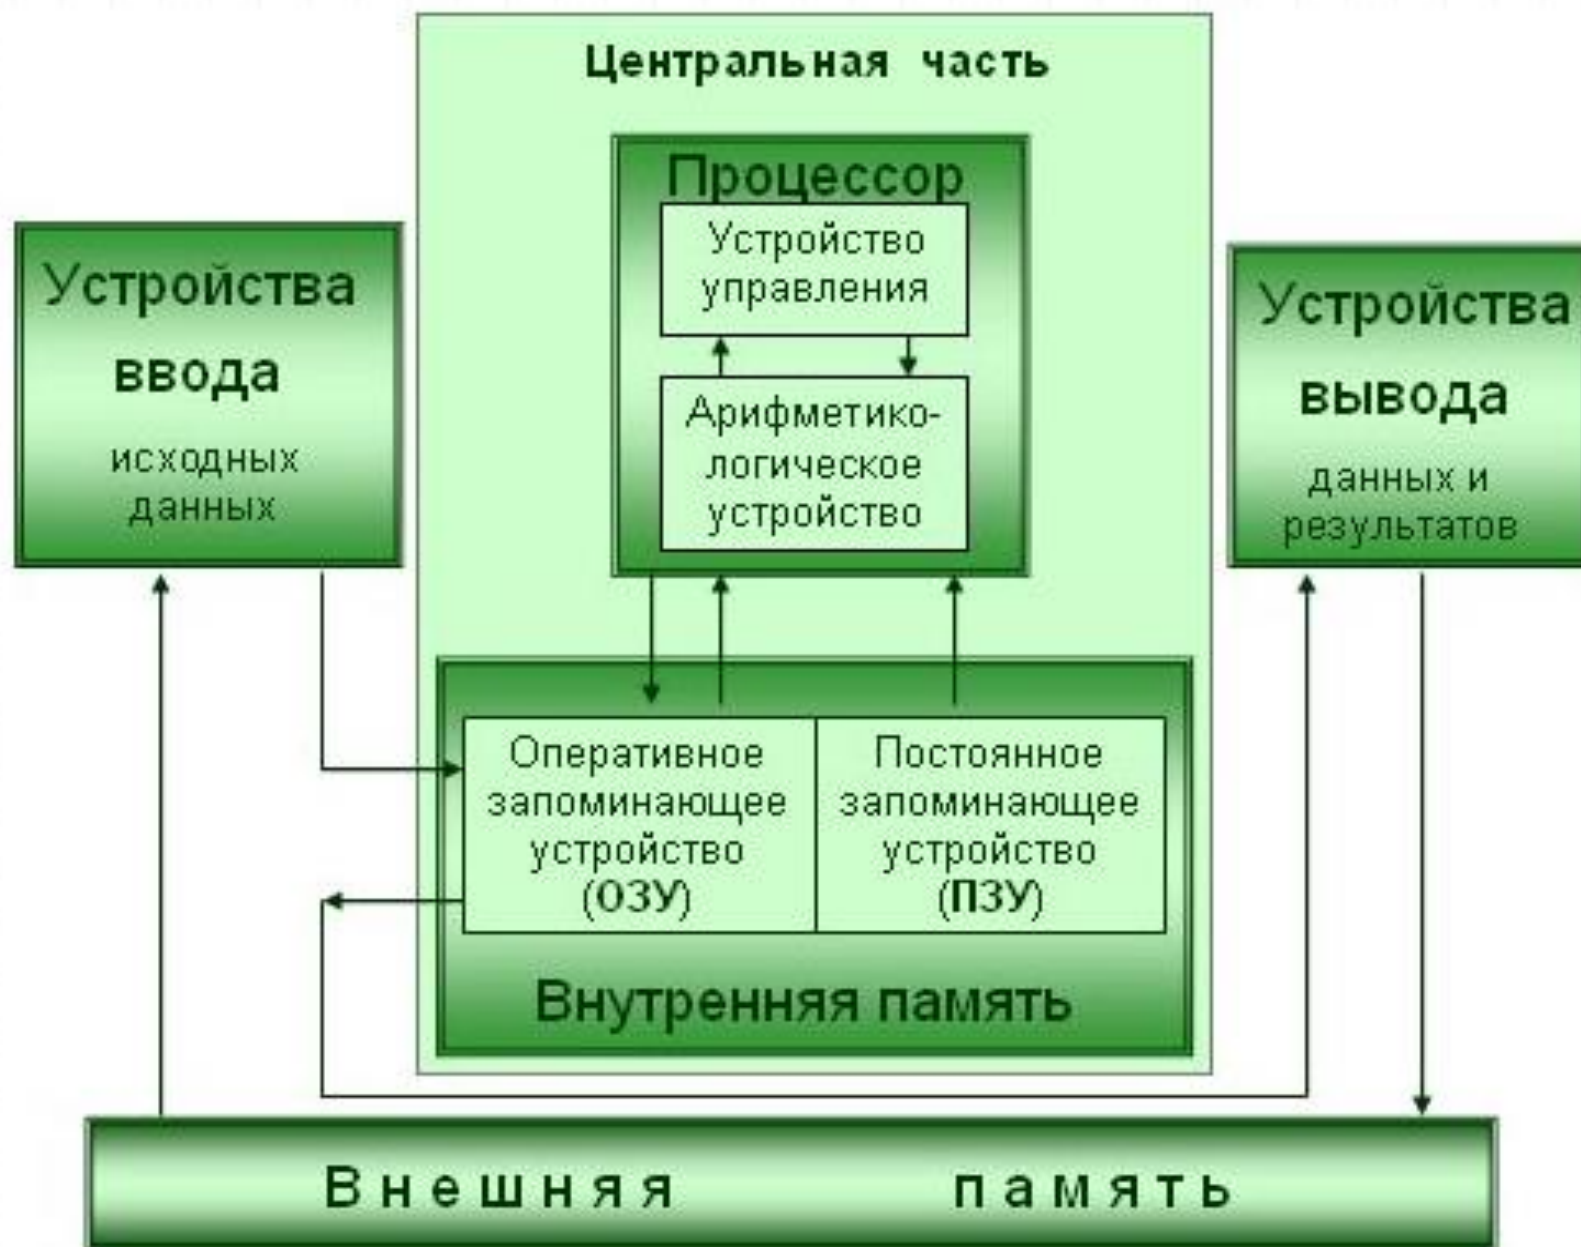 Центральная часть
Процессор
Устройство
управления
Арифметико-
логическое
устройство
Устройства
ввода
исходных
данных
Устройства
вывода
данных и
результатов
Оперативное
запоминающее
устройство
(ОЗУ)
Постоянное
запоминающее
устройство
(ПЗУ)
Внутренняя память
Внешняя память